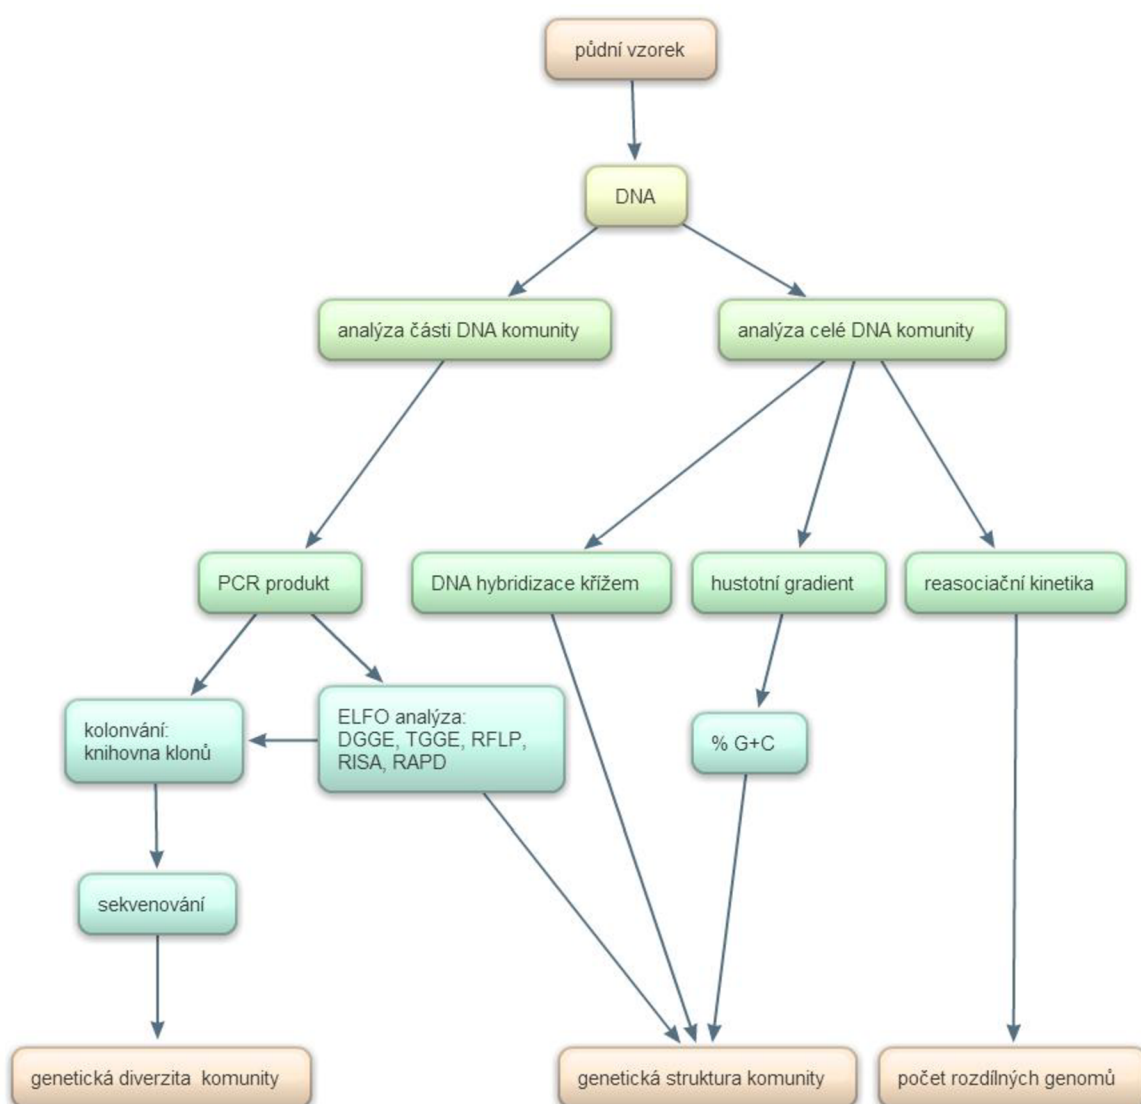 půdní vzorek
DNA
analýza části DNA komunity
analýza celé DNA komunity
PCR produkt
DNA hybridizace křížem
hustotní gradient
reasociační kinetika
kolonvání:
knihovna klonů
ELFO analýza:
DGGE, TGGE, RFLP,
RISA, RAPD
% G+C
sekvenování
genetická diverzita komunity
genetická struktura komunity
počet rozdílných genomů